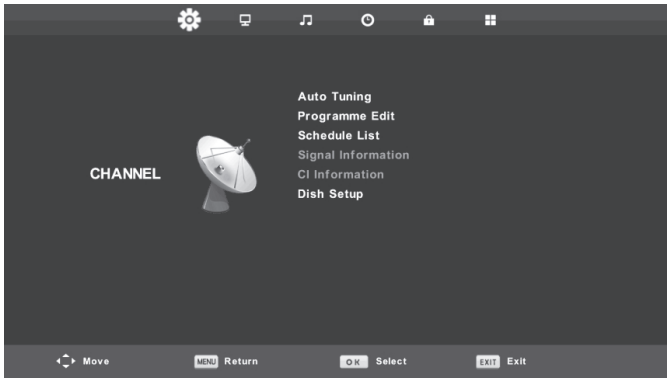 Auto Tuning
Programme Edit
Schedule List
Signal Information
CHANNEL
CI Information
Dish Setup
Move MENU Return OK Select EXIT Exit